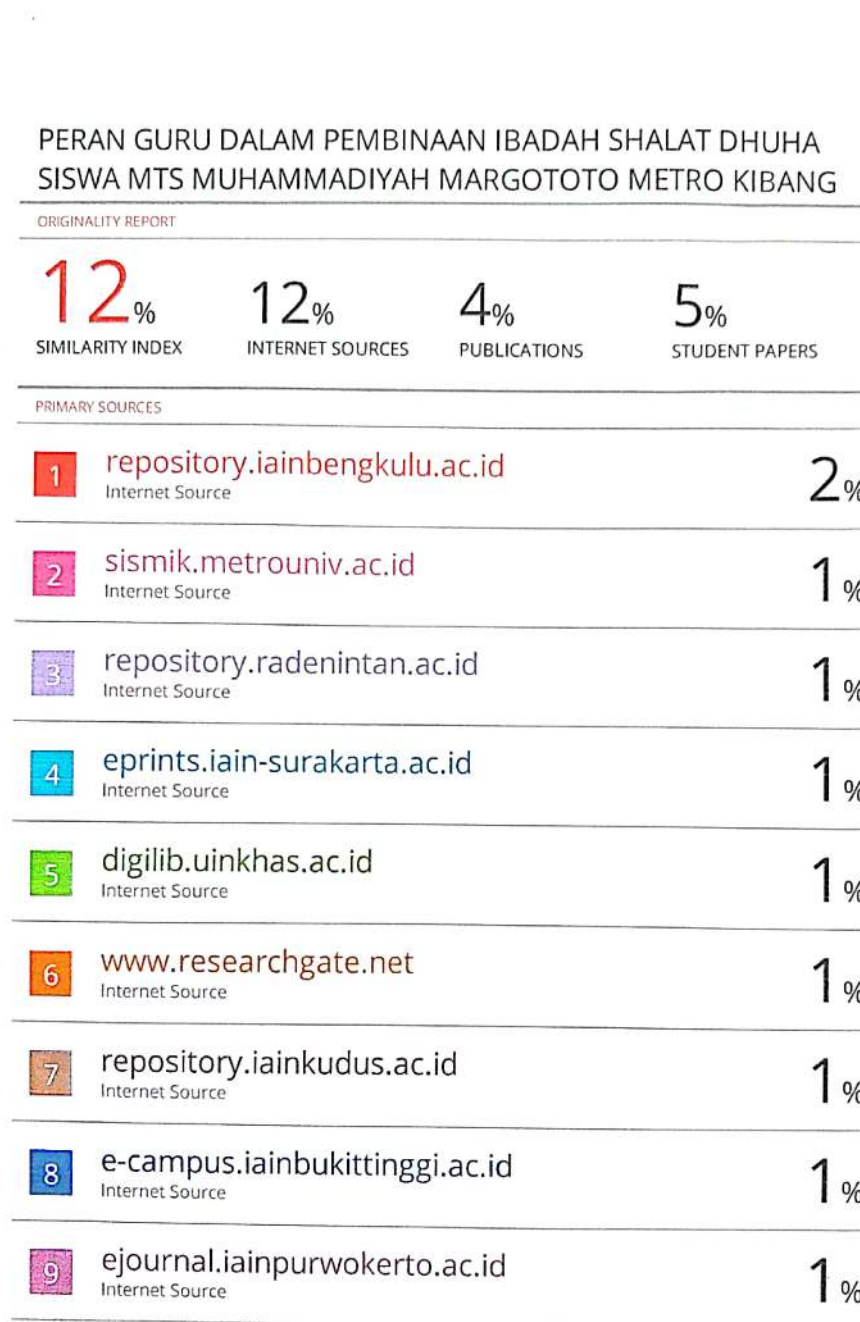 PERAN GURU DALAM PEMBINAAN IBADAH SHALAT DHUHA
SISWA MTS MUHAMMADIYAH MARGOTOTO METRO KIBANG
ORIGINALITY REPORT
12% 12% 4% 5%
SIMILARITY INDEX INTERNET SOURCES PUBLICATIONS STUDENT PAPERS
PRIMARY SOURCES
1 repository.iainbengkulu.ac.id 2%
Internet Source
2 sismik.metrouniv.ac.id 1%
Internet Source
3 repository.radenintan.ac.id 1%
Internet Source
4 eprints.iain-surakarta.ac.id 1%
Internet Source
5 digilib.uinkhas.ac.id 1%
Internet Source
6 www.researchgate.net 1%
Internet Source
7 repository.iainkudus.ac.id 1%
Internet Source
8 e-campus.iainbukittinggi.ac.id 1%
Internet Source
9 ejournal.iainpurwokerto.ac.id 1%
Internet Source